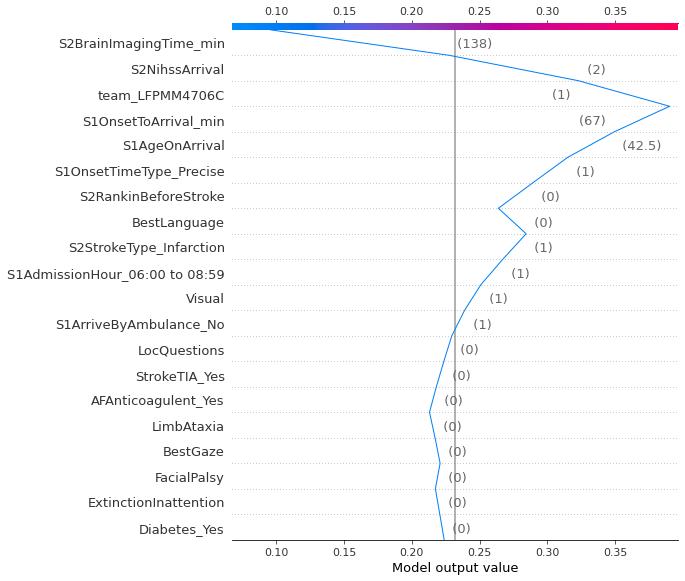 0.10 0.15 0.20 0.25 0.30 0.35
S2BrainImagingTime_min (138)
S2NihssArrival (2)
team_LFPMM4706C (1)
S1OnsetToArrival_min (67)
S1AgeOnArrival (42.5)
S1OnsetTimeType_Precise (1)
S2RankinBeforeStroke (0)
BestLanguage (0)
S2StrokeType_Infarction (1)
S1AdmissionHour_06:00 to 08:59 (1)
Visual (1)
S1ArriveByAmbulance_No (1)
LocQuestions (0)
StrokeTIA_Yes (0)
AFAnticoagulent_Yes (0)
LimbAtaxia (0)
BestGaze (0)
FacialPalsy (0)
ExtinctionInattention (0)
Diabetes_Yes (0)
0.10 0.15 0.20 0.25 0.30 0.35
Model output value